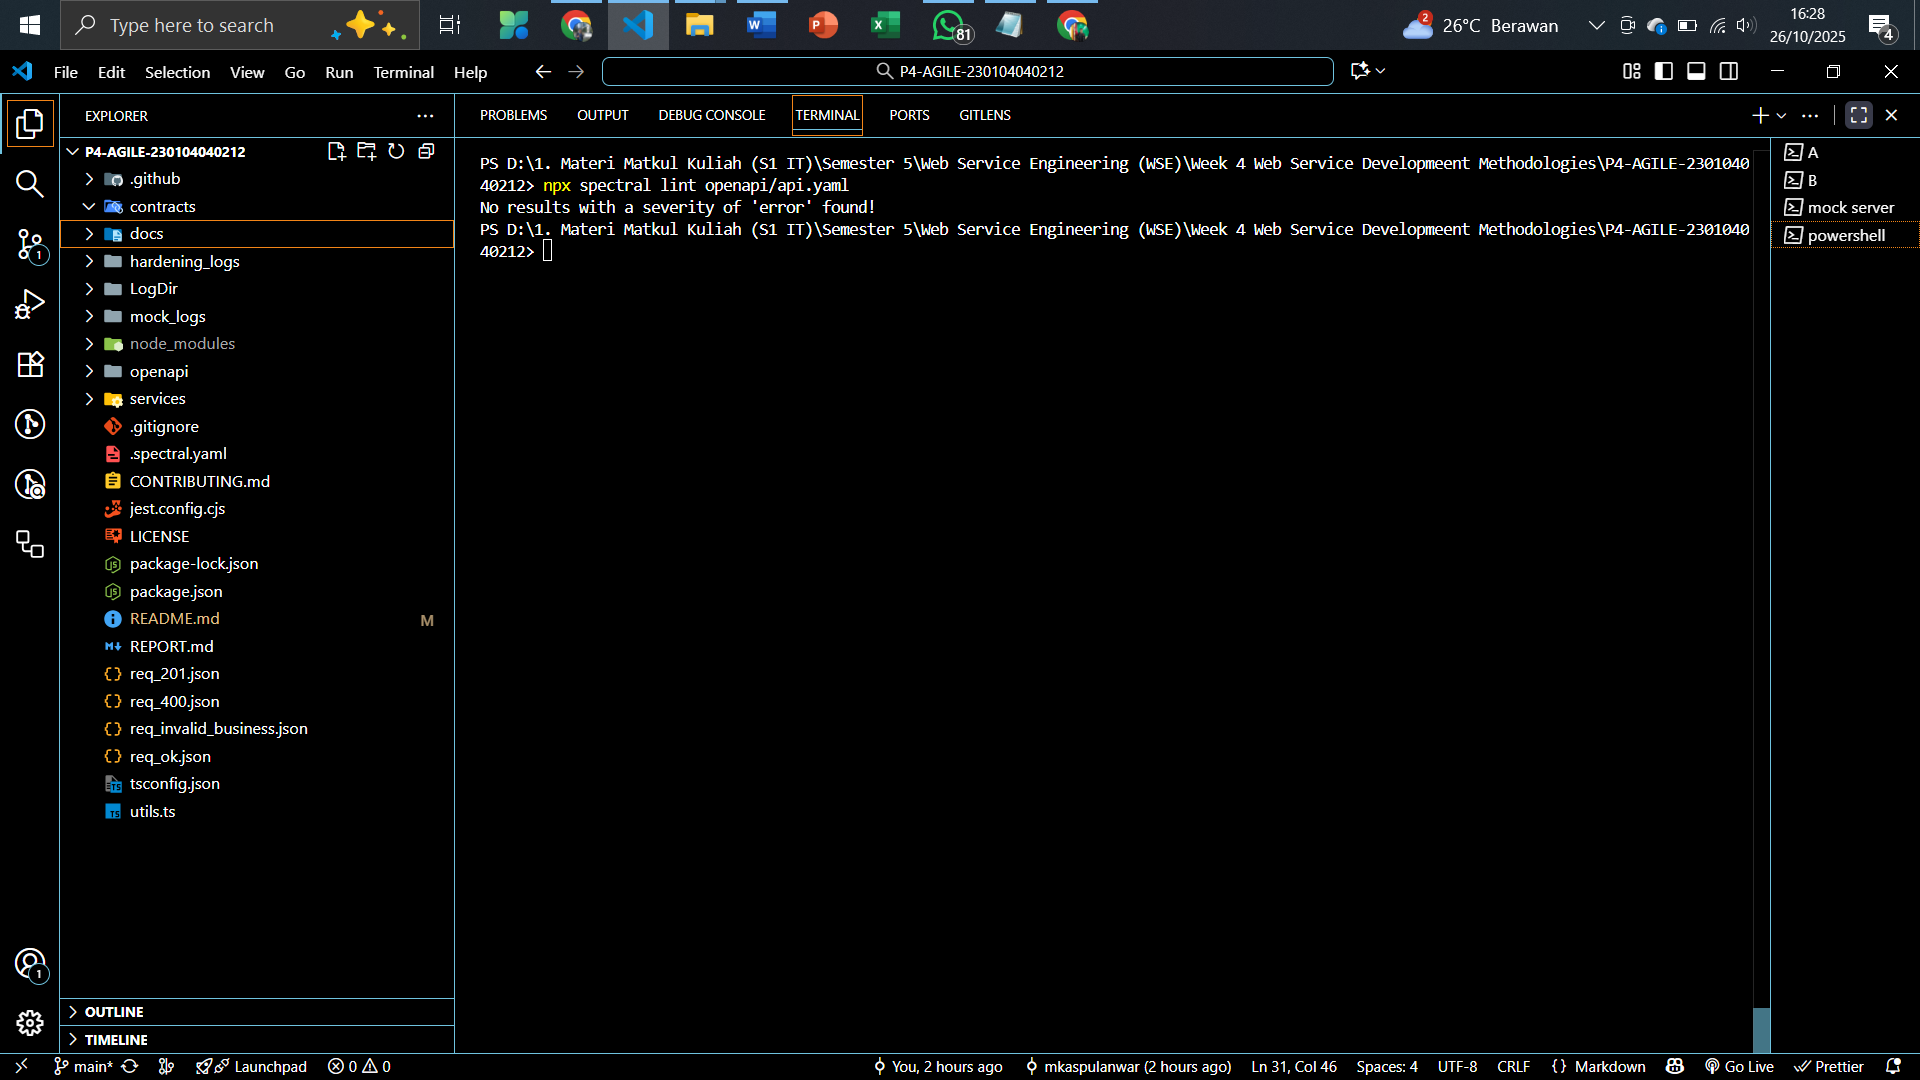 Type here to search
81
2
26°C Berawan
16:28
26/10/2025
4
File Edit Selection View Go Run Terminal Help
P4-AGILE-230104040212
EXPLORER
P4-AGILE-230104040212
.github
contracts
docs
hardening_logs
LogDir
mock_logs
node_modules
openapi
services
.gitignore
.spectral.yaml
CONTRIBUTING.md
jest.config.cjs
LICENSE
package-lock.json
package.json
README.md M
REPORT.md
req_201.json
req_400.json
req_invalid_business.json
req_ok.json
tsconfig.json
utils.ts
OUTLINE
TIMELINE
1
1
PROBLEMS OUTPUT DEBUG CONSOLE TERMINAL PORTS GITLENS
PS D:\1. Materi Matkul Kuliah (S1 IT)\Semester 5\Web Service Engineering (WSE)\Week 4 Web Service Developmeent Methodologies\P4-AGILE-2301040
40212> npx spectral lint openapi/api.yaml
No results with a severity of 'error' found!
PS D:\1. Materi Matkul Kuliah (S1 IT)\Semester 5\Web Service Engineering (WSE)\Week 4 Web Service Developmeent Methodologies\P4-AGILE-2301040
40212>
A
B
mock server
powershell
main* Launchpad 0 0 You, 2 hours ago mkaspulanwar (2 hours ago) Ln 31, Col 46 Spaces: 4 UTF-8 CRLF {} Markdown Go Live Prettier